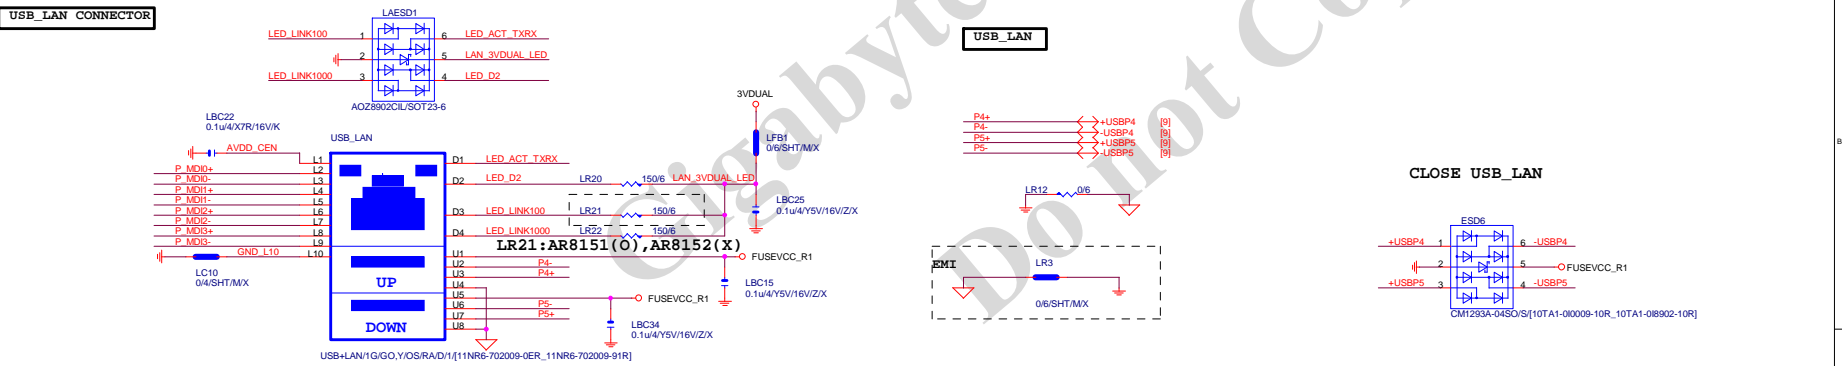 USB_LAN CONNECTOR
LAESD1
LED_LINK100 1 6 LED_ACT_TXRX
2 5 LAN_3VDUAL_LED
LED_LINK1000 3 4 LED_D2
AOZ8902CIL/SOT23-6
USB_LAN
Gigabyte
Do not Cop
B
3VDUAL
LFB1
0/6/SHT/M/X
LBC22
0.1u/4/X7R/16V/K
USB_LAN
AVDD_CEN L1
P_MDI0+ L2
P_MDI0- L3
P_MDI1+ L4
P_MDI1- L5
P_MDI2+ L6
P_MDI2- L7
P_MDI3+ L8
P_MDI3- L9
GND_L10 L10
LC10
0/4/SHT/M/X
UP
DOWN
D1 LED_ACT_TXRX
D2 LED_D2 LR20 150/6 LAN_3VDUAL_LED
D3 LED_LINK100 LR21 150/6
D4 LED_LINK1000 LR22 150/6
LR21:AR8151(O),AR8152(X)
LBC25
0.1u/4/Y5V/16V/Z/X
U1 FUSEVCC_R1
U2 P4-
U3 P4+
U4
U5 FUSEVCC_R1
U6 P5-
U7 P5+
U8
LBC15
0.1u/4/Y5V/16V/Z/X
LBC34
0.1u/4/Y5V/16V/Z/X
USB+LAN/1G/GO,Y/OS/RA/D/1/[11NR6-702009-0ER_11NR6-702009-91R]
P4+ +USBP4 [9]
P4- -USBP4 [9]
P5+ +USBP5 [9]
P5- -USBP5 [9]
LR12 0/6
EMI
LR3
0/6/SHT/M/X
CLOSE USB_LAN
ESD6
+USBP4 1 6 -USBP4
2 5 FUSEVCC_R1
+USBP5 3 4 -USBP5
CM1293A-04SO/S/[10TA1-0I0009-10R_10TA1-0I8902-10R]